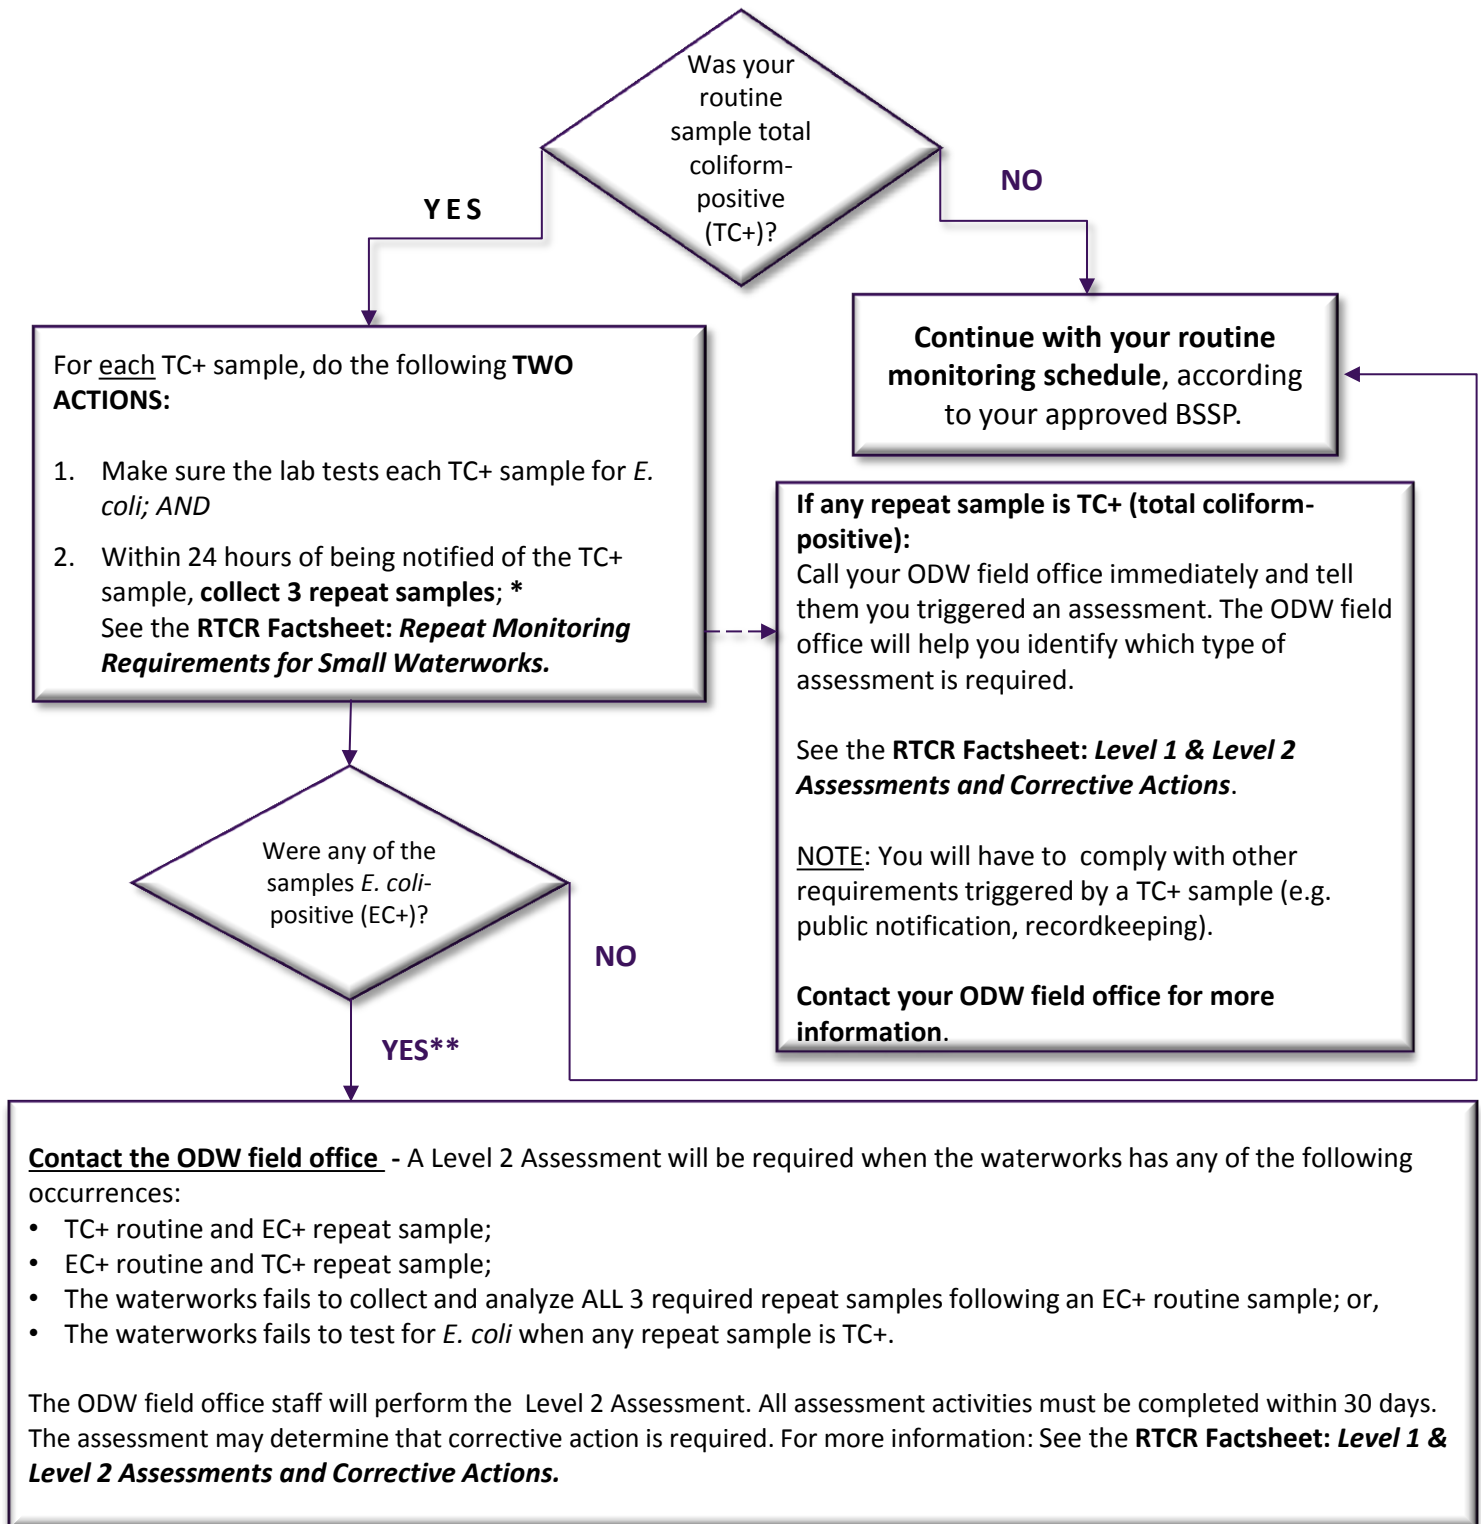 Was your
routine
sample total
coliform-
positive
(TC+)?
YES
NO
For each TC+ sample, do the following TWO
ACTIONS:
1. Make sure the lab tests each TC+ sample for E.
coli; AND
2. Within 24 hours of being notified of the TC+
sample, collect 3 repeat samples; *
See the RTCR Factsheet: Repeat Monitoring
Requirements for Small Waterworks.
Continue with your routine
monitoring schedule, according
to your approved BSSP.
If any repeat sample is TC+ (total coliform-
positive):
Call your ODW field office immediately and tell
them you triggered an assessment. The ODW field
office will help you identify which type of
assessment is required.
See the RTCR Factsheet: Level 1 & Level 2
Assessments and Corrective Actions.
NOTE: You will have to comply with other
requirements triggered by a TC+ sample (e.g.
public notification, recordkeeping).
Contact your ODW field office for more
information.
Were any of the
samples E. coli-
positive (EC+)?
NO
YES**
Contact the ODW field office - A Level 2 Assessment will be required when the waterworks has any of the following
occurrences:
• TC+ routine and EC+ repeat sample;
• EC+ routine and TC+ repeat sample;
• The waterworks fails to collect and analyze ALL 3 required repeat samples following an EC+ routine sample; or,
• The waterworks fails to test for E. coli when any repeat sample is TC+.
The ODW field office staff will perform the Level 2 Assessment. All assessment activities must be completed within 30 days.
The assessment may determine that corrective action is required. For more information: See the RTCR Factsheet: Level 1 &
Level 2 Assessments and Corrective Actions.